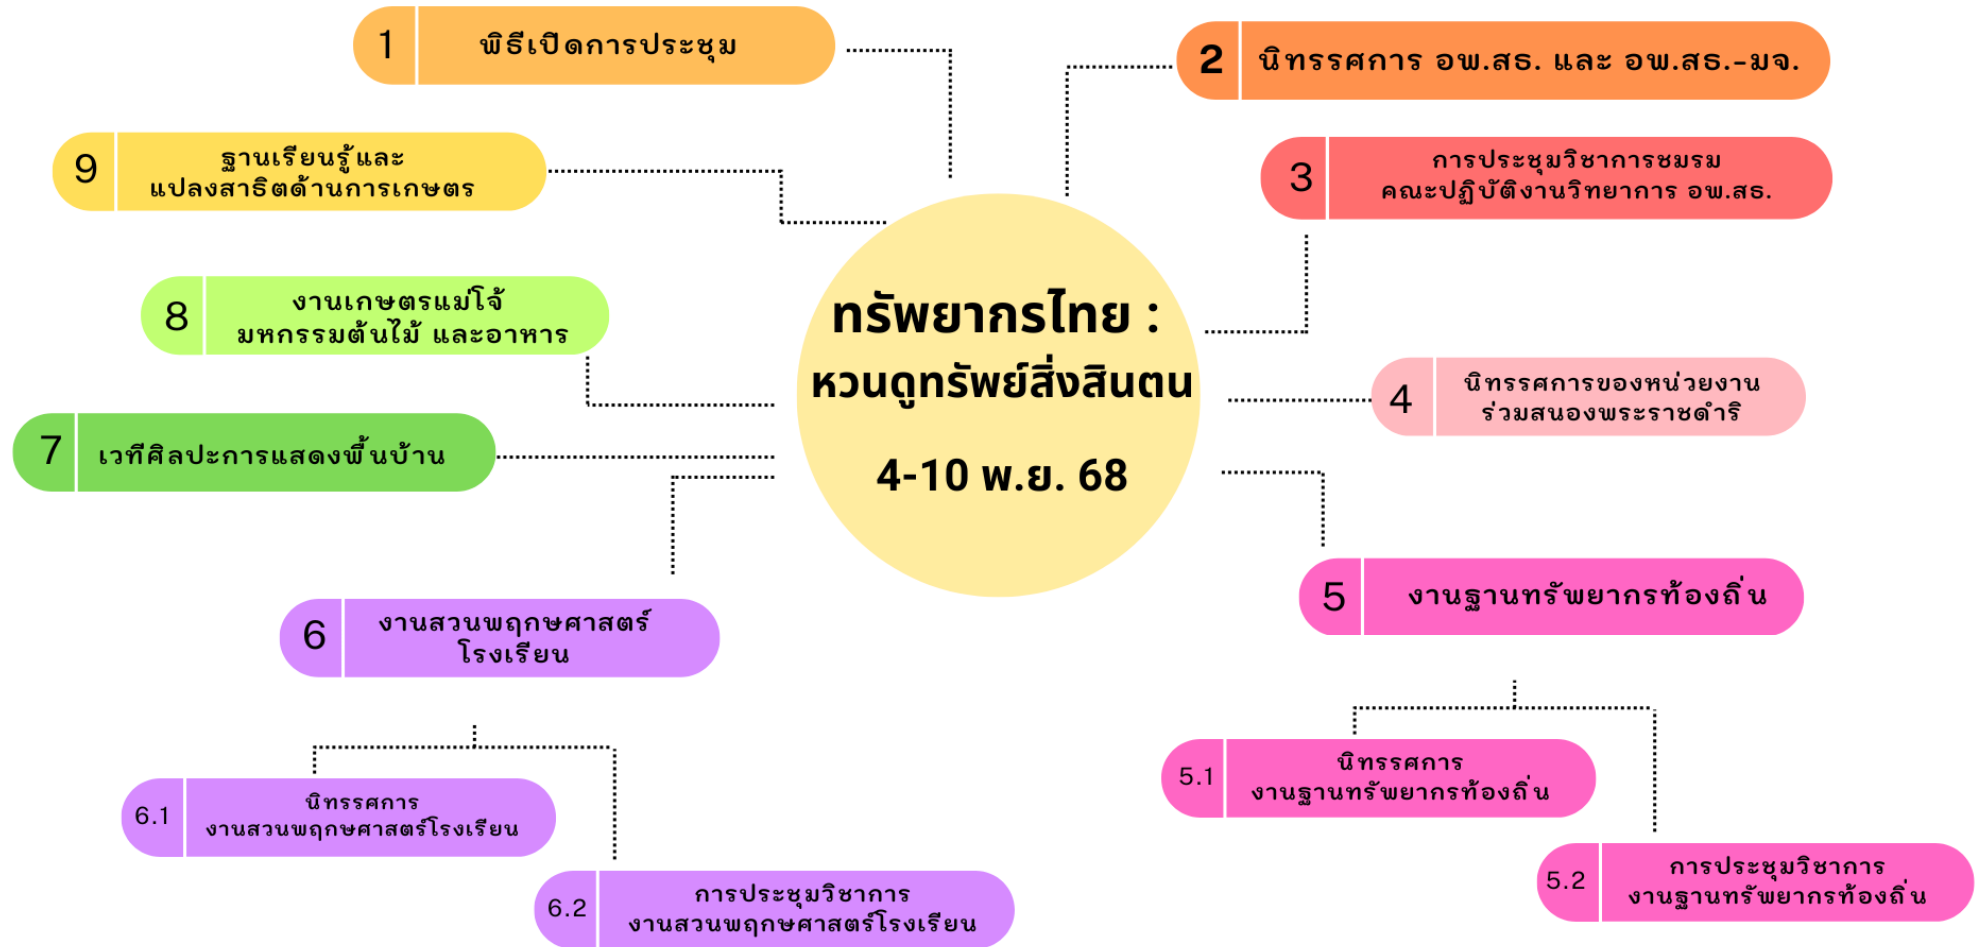 1
พิธีเปิดการประชุม
2
นิทรรศการ อพ.สธ. และ อพ.สธ.-มจ.
9
ฐานเรียนรู้และ
แปลงสาธิตด้านการเกษตร
3
การประชุมวิชาการชมรม
คณะปฏิบัติงานวิทยาการ อพ.สธ.
8
งานเกษตรแม่โจ้
มหกรรมต้นไม้ และอาหาร
ทรัพยากรไทย :
หวนดูทรัพย์สิ่งสินตน
4-10 พ.ย. 68
4
นิทรรศการของหน่วยงาน
ร่วมสนองพระราชดำริ
7
เวทีศิลปะการแสดงพื้นบ้าน
5
งานฐานทรัพยากรท้องถิ่น
6
งานสวนพฤกษศาสตร์
โรงเรียน
5.1
นิทรรศการ
งานฐานทรัพยากรท้องถิ่น
6.1
นิทรรศการ
งานสวนพฤกษศาสตร์โรงเรียน
5.2
การประชุมวิชาการ
งานฐานทรัพยากรท้องถิ่น
6.2
การประชุมวิชาการ
งานสวนพฤกษศาสตร์โรงเรียน